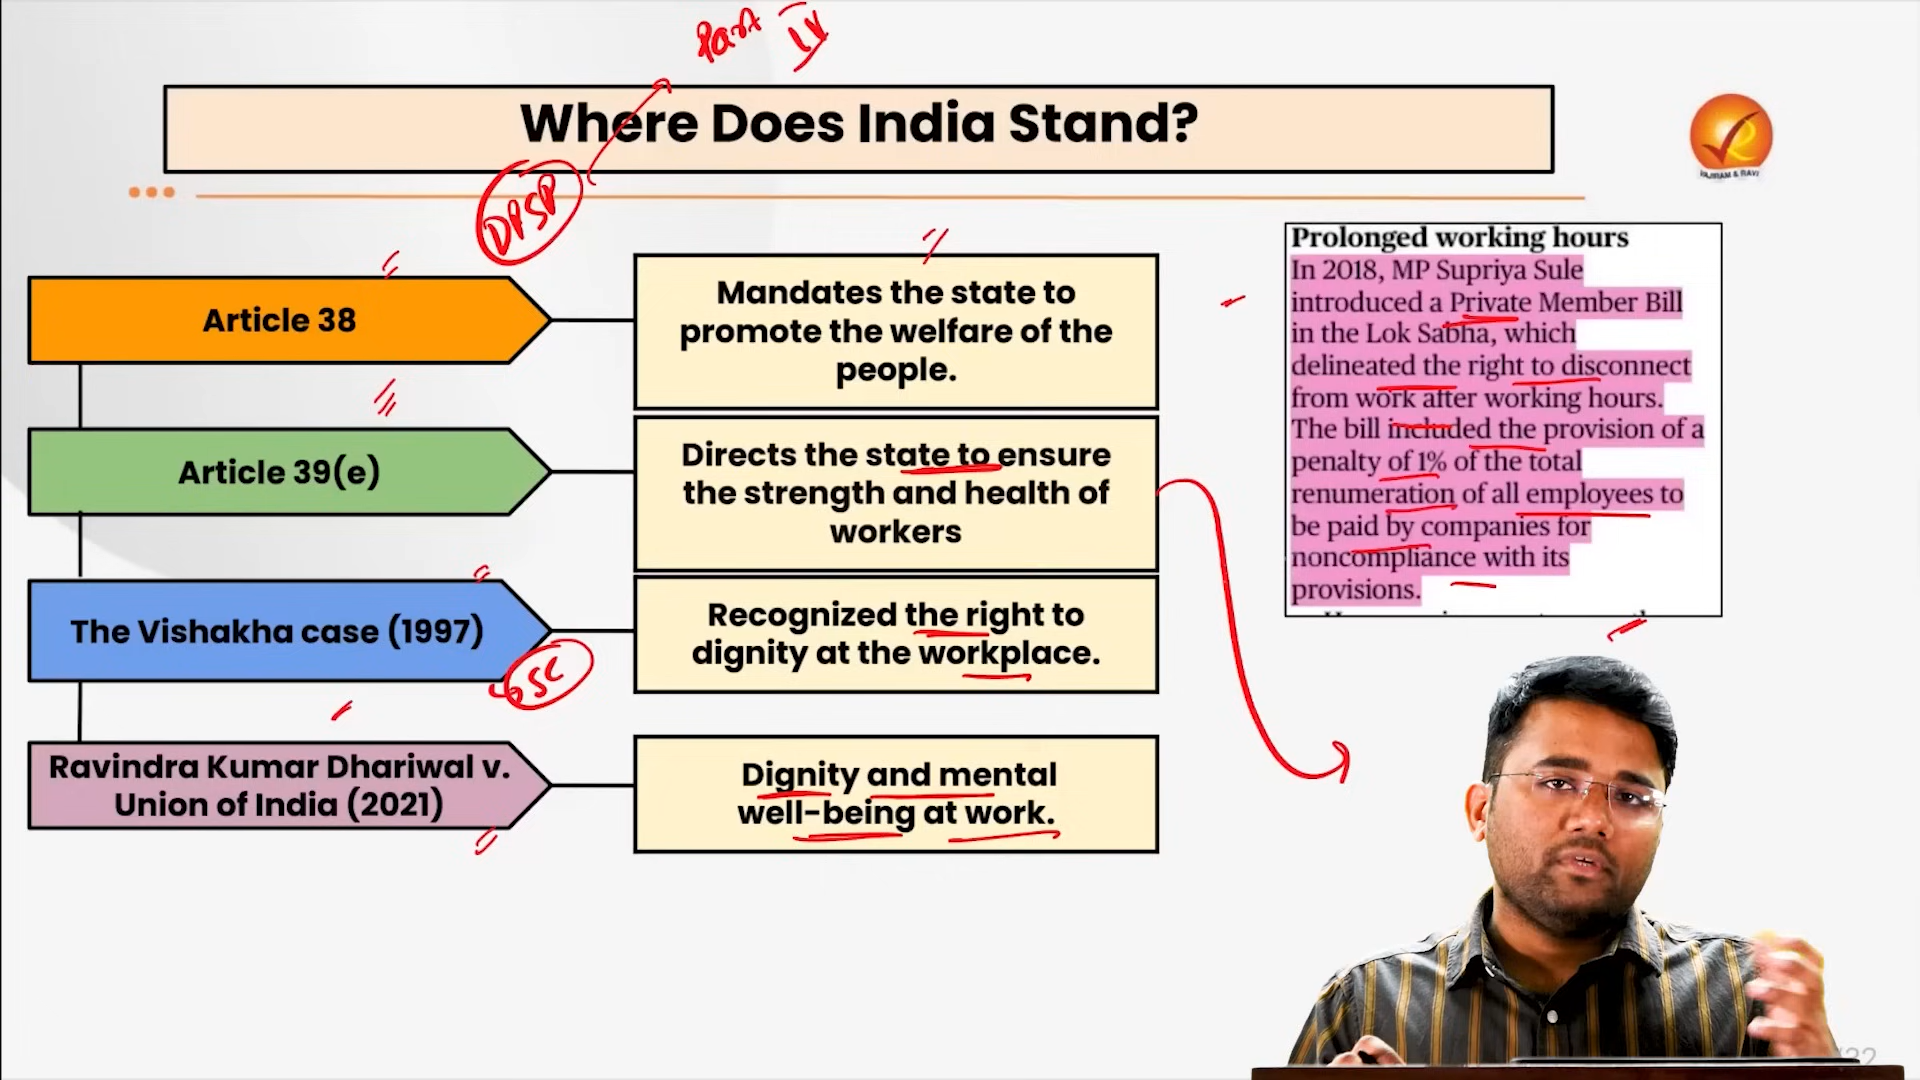 Part IV
Where Does India Stand?
VAJIRAM & RAVI
DPSP
Article 38
Mandates the state to
promote the welfare of the
people.
Article 39(e)
Directs the state to ensure
the strength and health of
workers
The Vishakha case (1997)
SC
Recognized the right to
dignity at the workplace.
Ravindra Kumar Dhariwal v.
Union of India (2021)
Dignity and mental
well-being at work.
Prolonged working hours
In 2018, MP Supriya Sule
introduced a Private Member Bill
in the Lok Sabha, which
delineated the right to disconnect
from work after working hours.
The bill included the provision of a
penalty of 1% of the total
renumeration of all employees to
be paid by companies for
noncompliance with its
provisions.